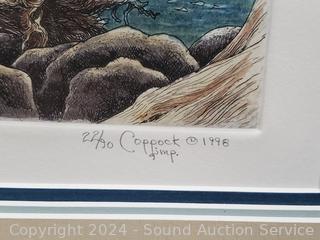 22/90 Coppock © 1998
imp.
Copyright 2024 - Sound Auction Service